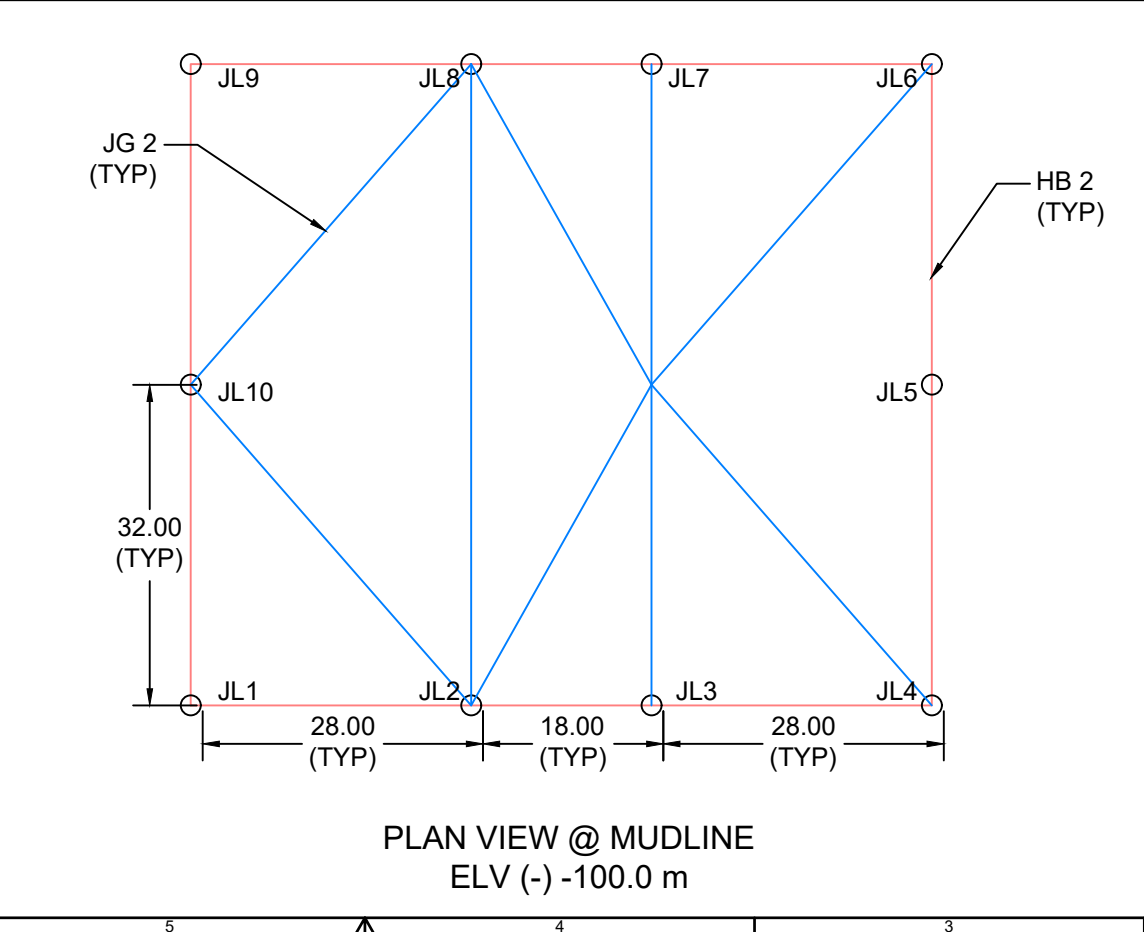 JL9
JL8
JL7
JL6
JG 2
(TYP)
HB 2
(TYP)
JL10
JL5
32.00
(TYP)
JL1
JL2
JL3
JL4
28.00
(TYP)
18.00
(TYP)
28.00
(TYP)
PLAN VIEW @ MUDLINE
ELV (-) -100.0 m
5
4
3